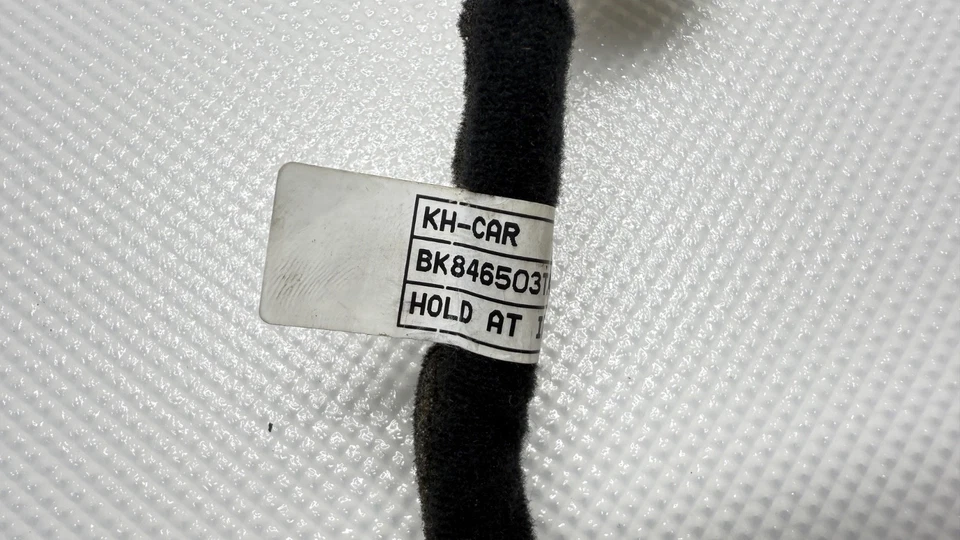 KH-CAR
BK846503
HOLD AT